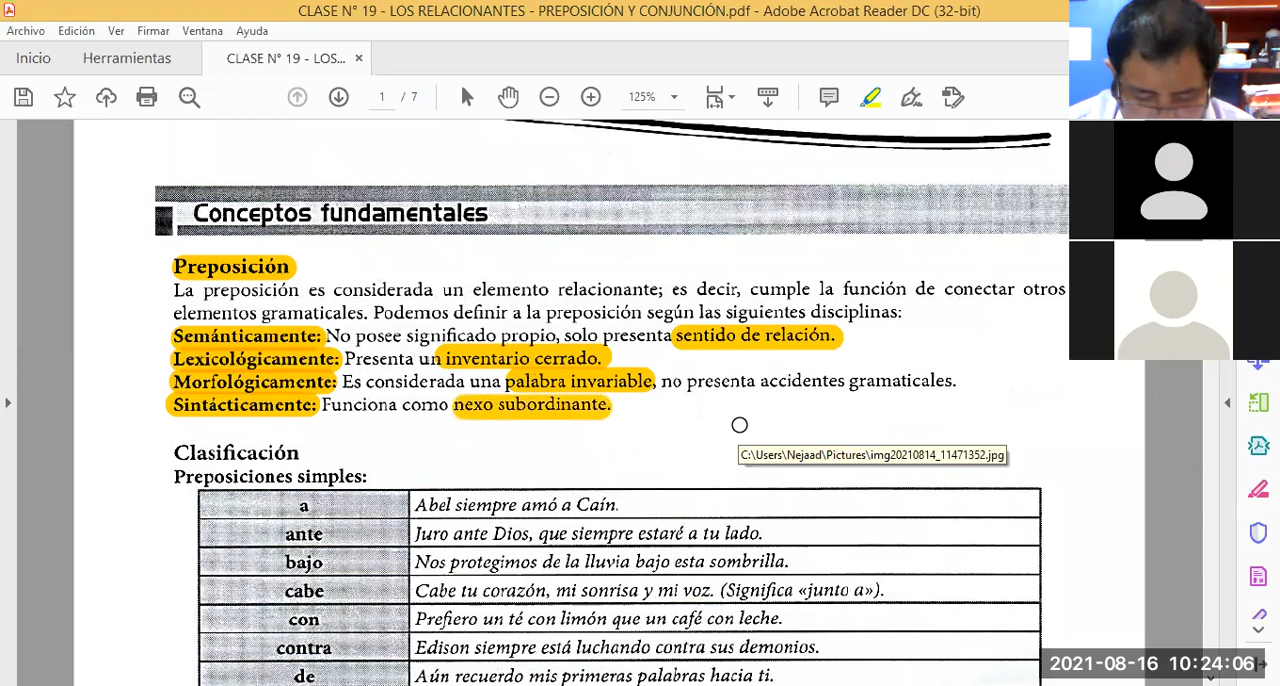 CLASE N° 19 - LOS RELACIONANTES - PREPOSICIÓN Y CONJUNCIÓN.pdf - Adobe Acrobat Reader DC (32-bit)
Archivo Edición Ver Firmar Ventana Ayuda
Inicio Herramientas CLASE N° 19 - LOS... ×
1 / 7 125%
Conceptos fundamentales
Preposición
La preposición es considerada un elemento relacionante; es decir, cumple la función de conectar otros
elementos gramaticales. Podemos definir a la preposición según las siguientes disciplinas:
Semánticamente: No posee significado propio, solo presenta sentido de relación.
Lexicológicamente: Presenta un inventario cerrado.
Morfológicamente: Es considerada una palabra invariable, no presenta accidentes gramaticales.
Sintácticamente: Funciona como nexo subordinante.
C:\Users\Nejaad\Pictures\img20210814_11471352.jpg
Clasificación
Preposiciones simples:
a Abel siempre amó a Caín.
ante Juro ante Dios, que siempre estaré a tu lado.
bajo Nos protegimos de la lluvia bajo esta sombrilla.
cabe Cabe tu corazón, mi sonrisa y mi voz. (Significa «junto a»).
con Prefiero un té con limón que un café con leche.
contra Edison siempre está luchando contra sus demonios.
de Aún recuerdo mis primeras palabras hacia ti.
2021-08-16 10:24:06